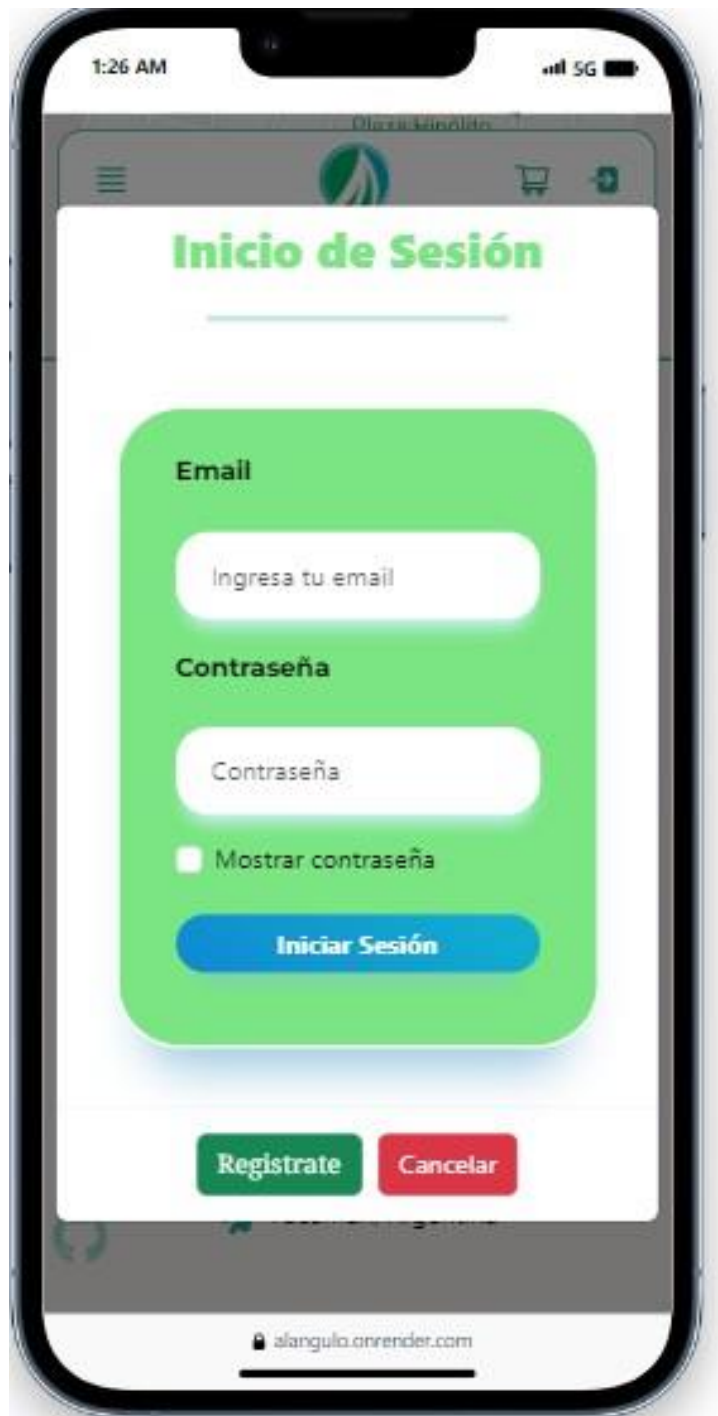 1:26 AM
5G
Inicio de Sesión
Email
Ingresa tu email
Contraseña
Contraseña
Mostrar contraseña
Iniciar Sesión
Registrate
Cancelar
alangulo.onrender.com